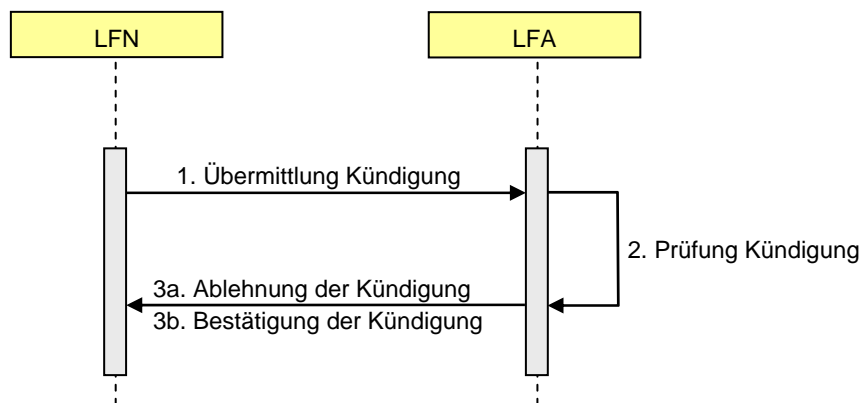 LFN
LFA
1. Übermittlung Kündigung
2. Prüfung Kündigung
3a. Ablehnung der Kündigung
3b. Bestätigung der Kündigung